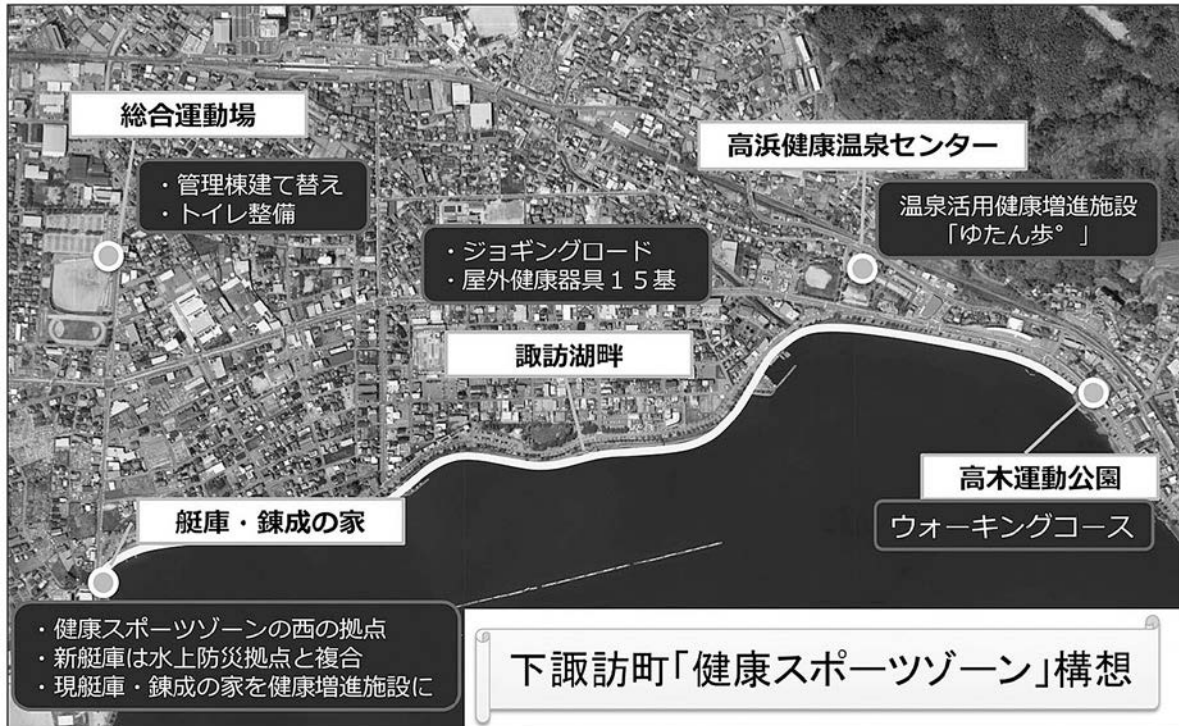 総合運動場
・管理棟建て替え
・トイレ整備
高浜健康温泉センター
温泉活用健康増進施設
「ゆたん歩°」
・ジョギングロード
・屋外健康器具１５基
諏訪湖畔
高木運動公園
ウォーキングコース
艇庫・錬成の家
・健康スポーツゾーンの西の拠点
・新艇庫は水上防災拠点と複合
・現艇庫・錬成の家を健康増進施設に
下諏訪町「健康スポーツゾーン」構想